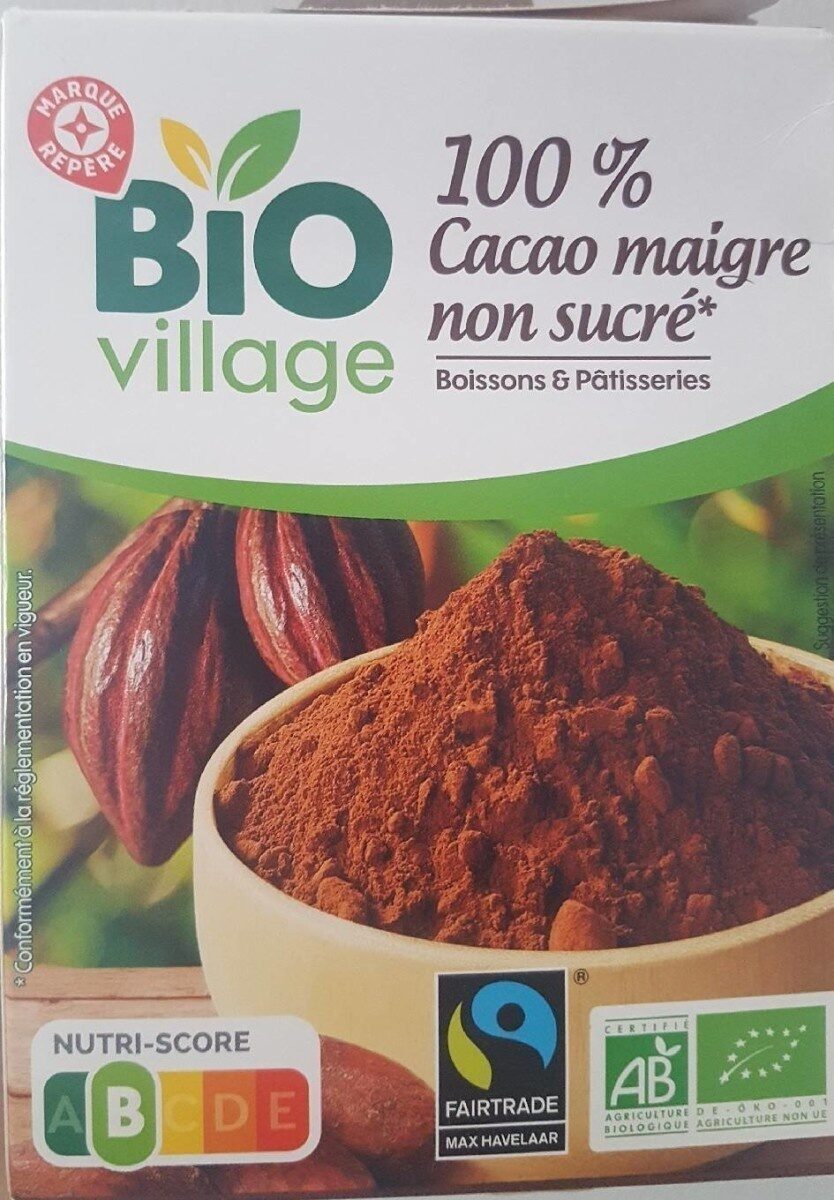 MARQUE
REPÈRE
BiO
village
100 %
Cacao maigre
non sucré*
Boissons & Pâtisseries
Suggestion de présentation
* Conformément à la réglementation en vigueur.
NUTRI-SCORE
A B C D E
®
FAIRTRADE
MAX HAVELAAR
CERTIFIÉ
AB
AGRICULTURE
BIOLOGIQUE
DE-ÖKO-001
AGRICULTURE NON UE